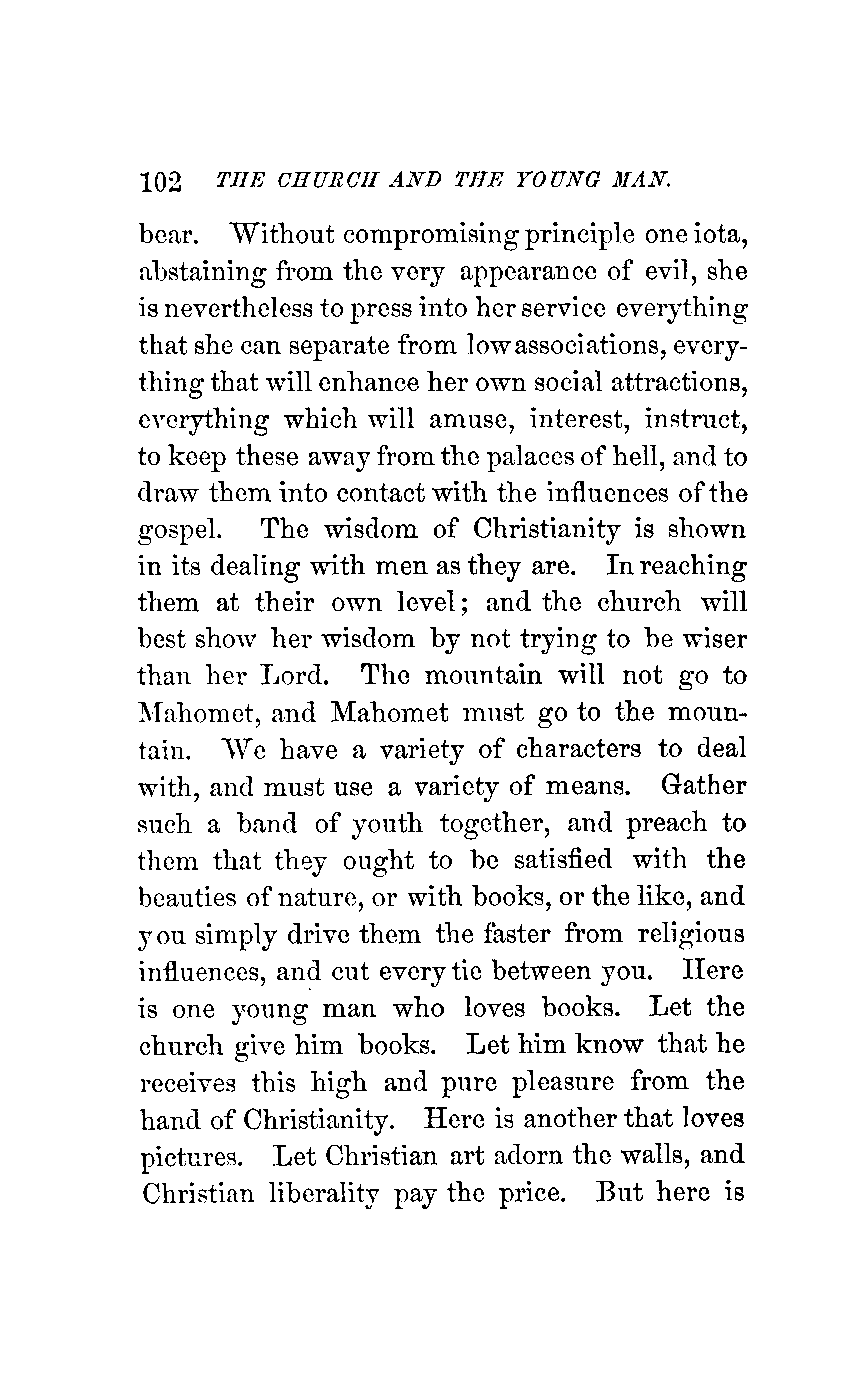 102 THE CHURCH AND THE YOUNG MAN.
bear. Without compromising principle one iota,
abstaining from the very appearance of evil, she
is nevertheless to press into her service everything
that she can separate from low associations, every-
thing that will enhance her own social attractions,
everything which will amuse, interest, instruct,
to keep these away from the palaces of hell, and to
draw them into contact with the influences of the
gospel. The wisdom of Christianity is shown
in its dealing with men as they are. In reaching
them at their own level; and the church will
best show her wisdom by not trying to be wiser
than her Lord. The mountain will not go to
Mahomet, and Mahomet must go to the moun-
tain. We have a variety of characters to deal
with, and must use a variety of means. Gather
such a band of youth together, and preach to
them that they ought to be satisfied with the
beauties of nature, or with books, or the like, and
you simply drive them the faster from religious
influences, and cut every tie between you. Here
is one young man who loves books. Let the
church give him books. Let him know that he
receives this high and pure pleasure from the
hand of Christianity. Here is another that loves
pictures. Let Christian art adorn the walls, and
Christian liberality pay the price. But here is